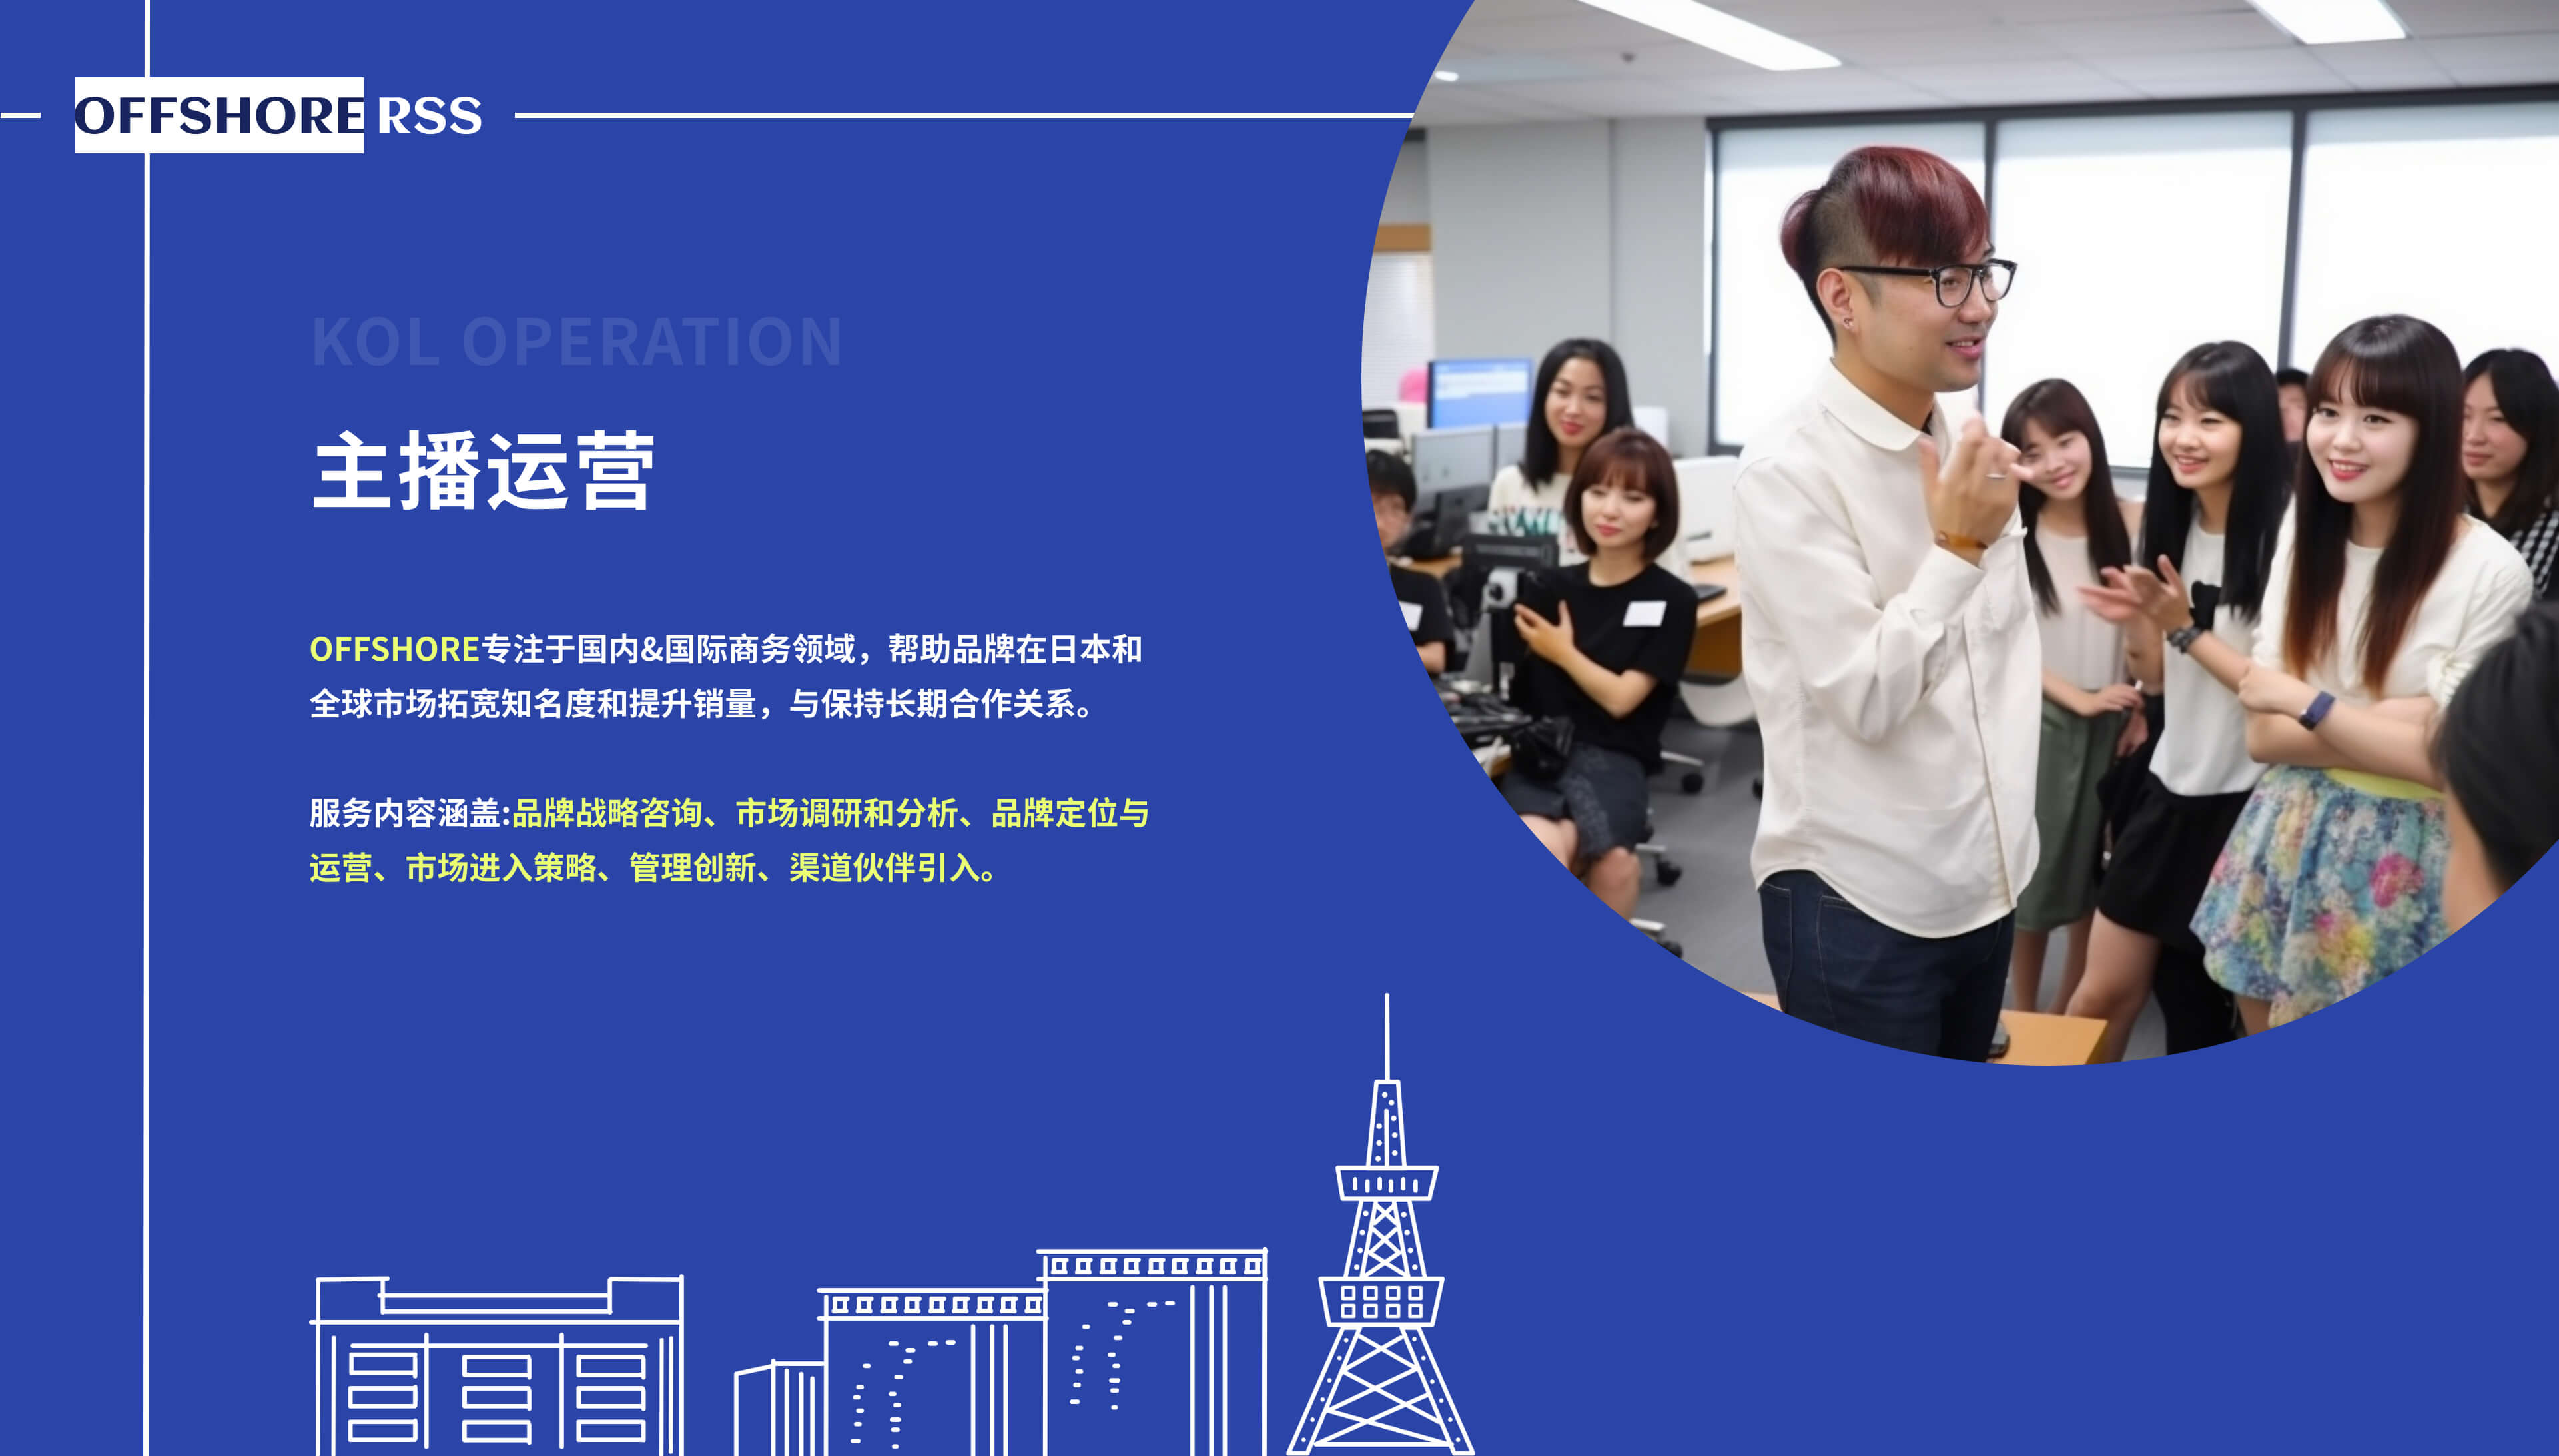 OFFSHORE RSS
KOL OPERATION
主播运营
OFFSHORE专注于国内&国际商务领域，帮助品牌在日本和
全球市场拓宽知名度和提升销量，与保持长期合作关系。
服务内容涵盖:品牌战略咨询、市场调研和分析、品牌定位与
运营、市场进入策略、管理创新、渠道伙伴引入。